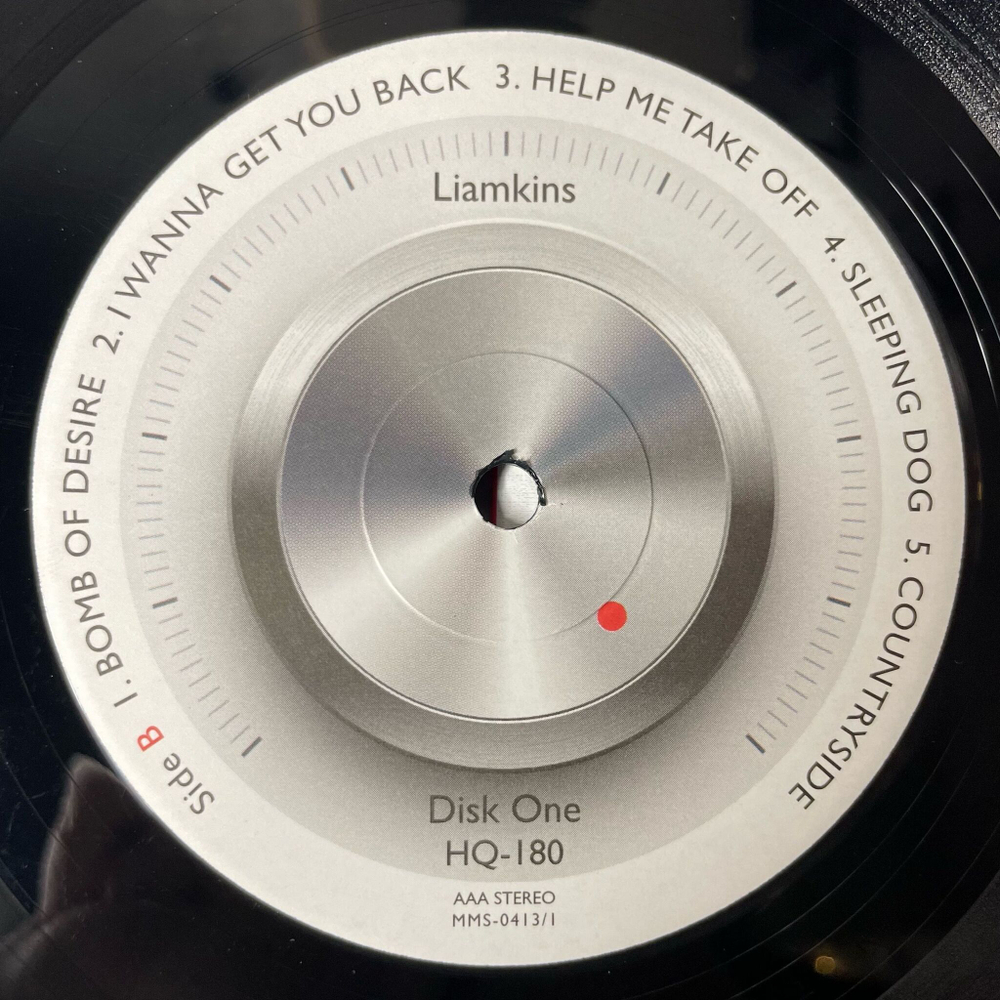 Side B 1. BOMB OF DESIRE 2. I WANNA GET YOU BACK 3. HELP ME TAKE OFF 4. SLEEPING DOG 5. COUNTRYSIDE
Liamkins
Disk One
HQ-180
AAA STEREO
MMS-0413/1